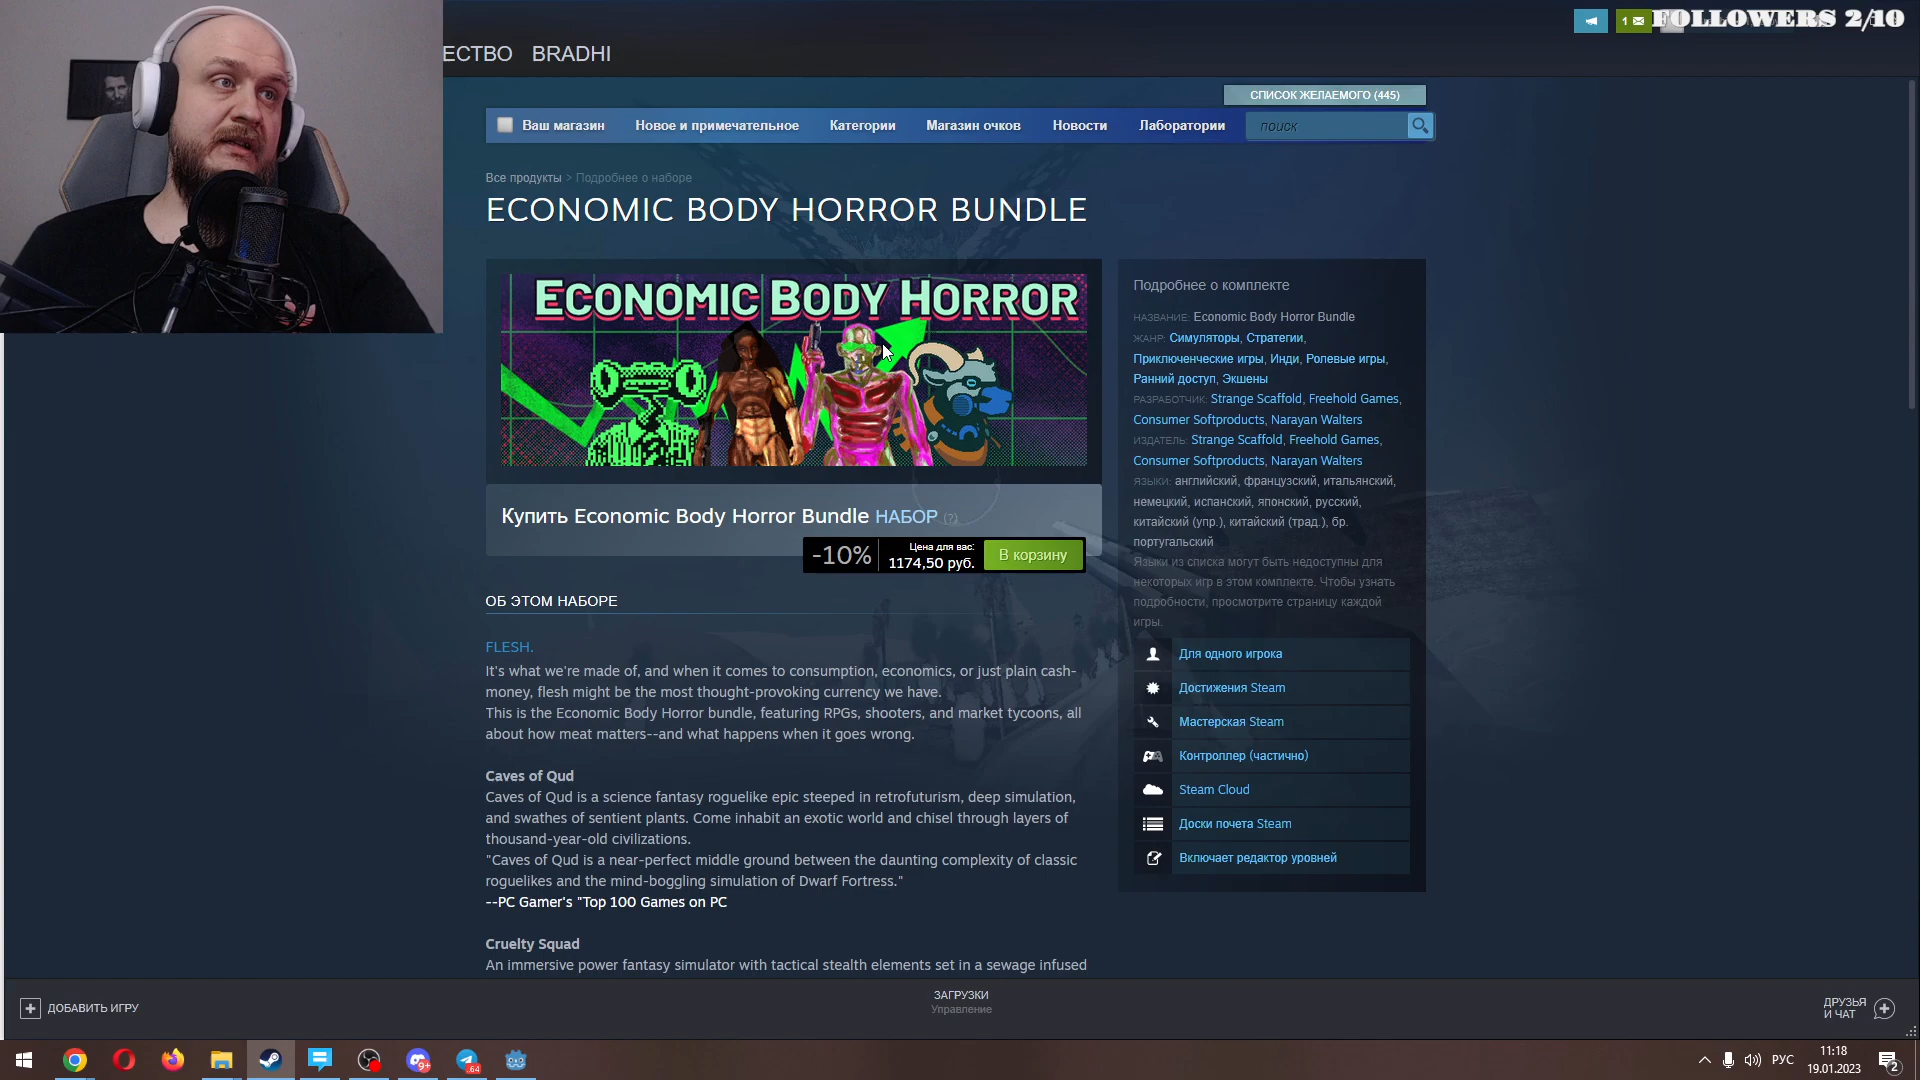 FOLLOWERS 2/10
1
ЕСТВО BRADHI
СПИСОК ЖЕЛАЕМОГО (445)
Ваш магазин Новое и примечательное Категории Магазин очков Новости Лаборатории поиск
Все продукты > Подробнее о наборе
ECONOMIC BODY HORROR BUNDLE
ECONOMIC BODY HORROR
Купить Economic Body Horror Bundle НАБОР (?)
-10% Цена для вас:
1174,50 руб.
В корзину
ОБ ЭТОМ НАБОРЕ
FLESH.
It's what we're made of, and when it comes to consumption, economics, or just plain cash-
money, flesh might be the most thought-provoking currency we have.
This is the Economic Body Horror bundle, featuring RPGs, shooters, and market tycoons, all
about how meat matters--and what happens when it goes wrong.
Caves of Qud
Caves of Qud is a science fantasy roguelike epic steeped in retrofuturism, deep simulation,
and swathes of sentient plants. Come inhabit an exotic world and chisel through layers of
thousand-year-old civilizations.
"Caves of Qud is a near-perfect middle ground between the daunting complexity of classic
roguelikes and the mind-boggling simulation of Dwarf Fortress."
--PC Gamer's "Top 100 Games on PC
Cruelty Squad
An immersive power fantasy simulator with tactical stealth elements set in a sewage infused
Подробнее о комплекте
НАЗВАНИЕ: Economic Body Horror Bundle
ЖАНР: Симуляторы, Стратегии,
Приключенческие игры, Инди, Ролевые игры,
Ранний доступ, Экшены
РАЗРАБОТЧИК: Strange Scaffold, Freehold Games,
Consumer Softproducts, Narayan Walters
ИЗДАТЕЛЬ: Strange Scaffold, Freehold Games,
Consumer Softproducts, Narayan Walters
ЯЗЫКИ: английский, французский, итальянский,
немецкий, испанский, японский, русский,
китайский (упр.), китайский (трад.), бр.
португальский
Языки из списка могут быть недоступны для
некоторых игр в этом комплекте. Чтобы узнать
подробности, просмотрите страницу каждой
игры.
Для одного игрока
Достижения Steam
Мастерская Steam
Контроллер (частично)
Steam Cloud
Доски почета Steam
Включает редактор уровней
ДОБАВИТЬ ИГРУ
ЗАГРУЗКИ
Управление
ДРУЗЬЯ
И ЧАТ
9+
64
РУС
11:18
19.01.2023
2